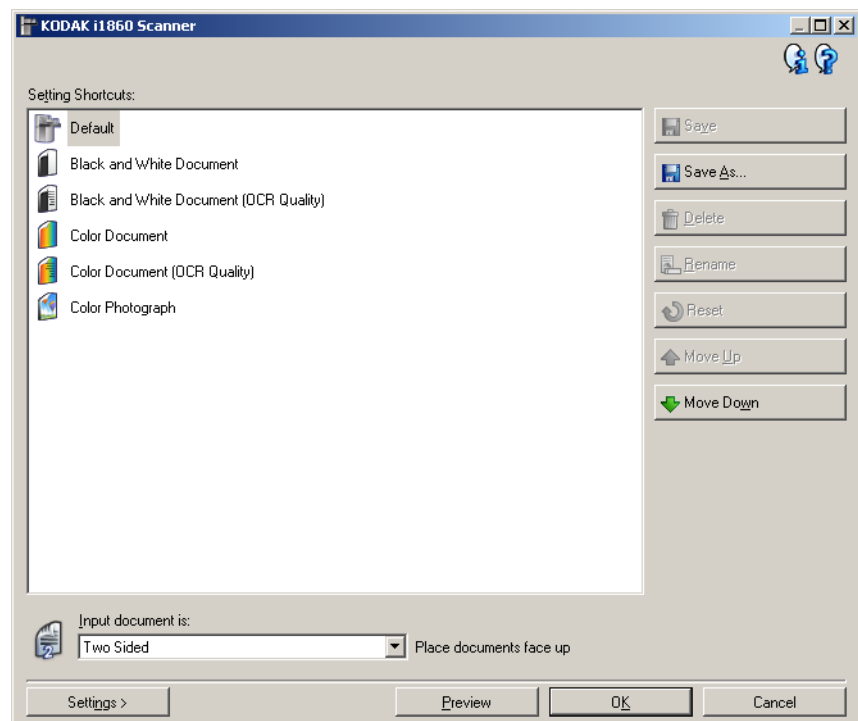 KODAK i1860 Scanner
Setting Shortcuts:
Default
Black and White Document
Black and White Document (OCR Quality)
Color Document
Color Document (OCR Quality)
Color Photograph
Save
Save As...
Delete
Rename
Reset
Move Up
Move Down
Input document is:
2
Two Sided
Place documents face up
Settings >
Preview
OK
Cancel